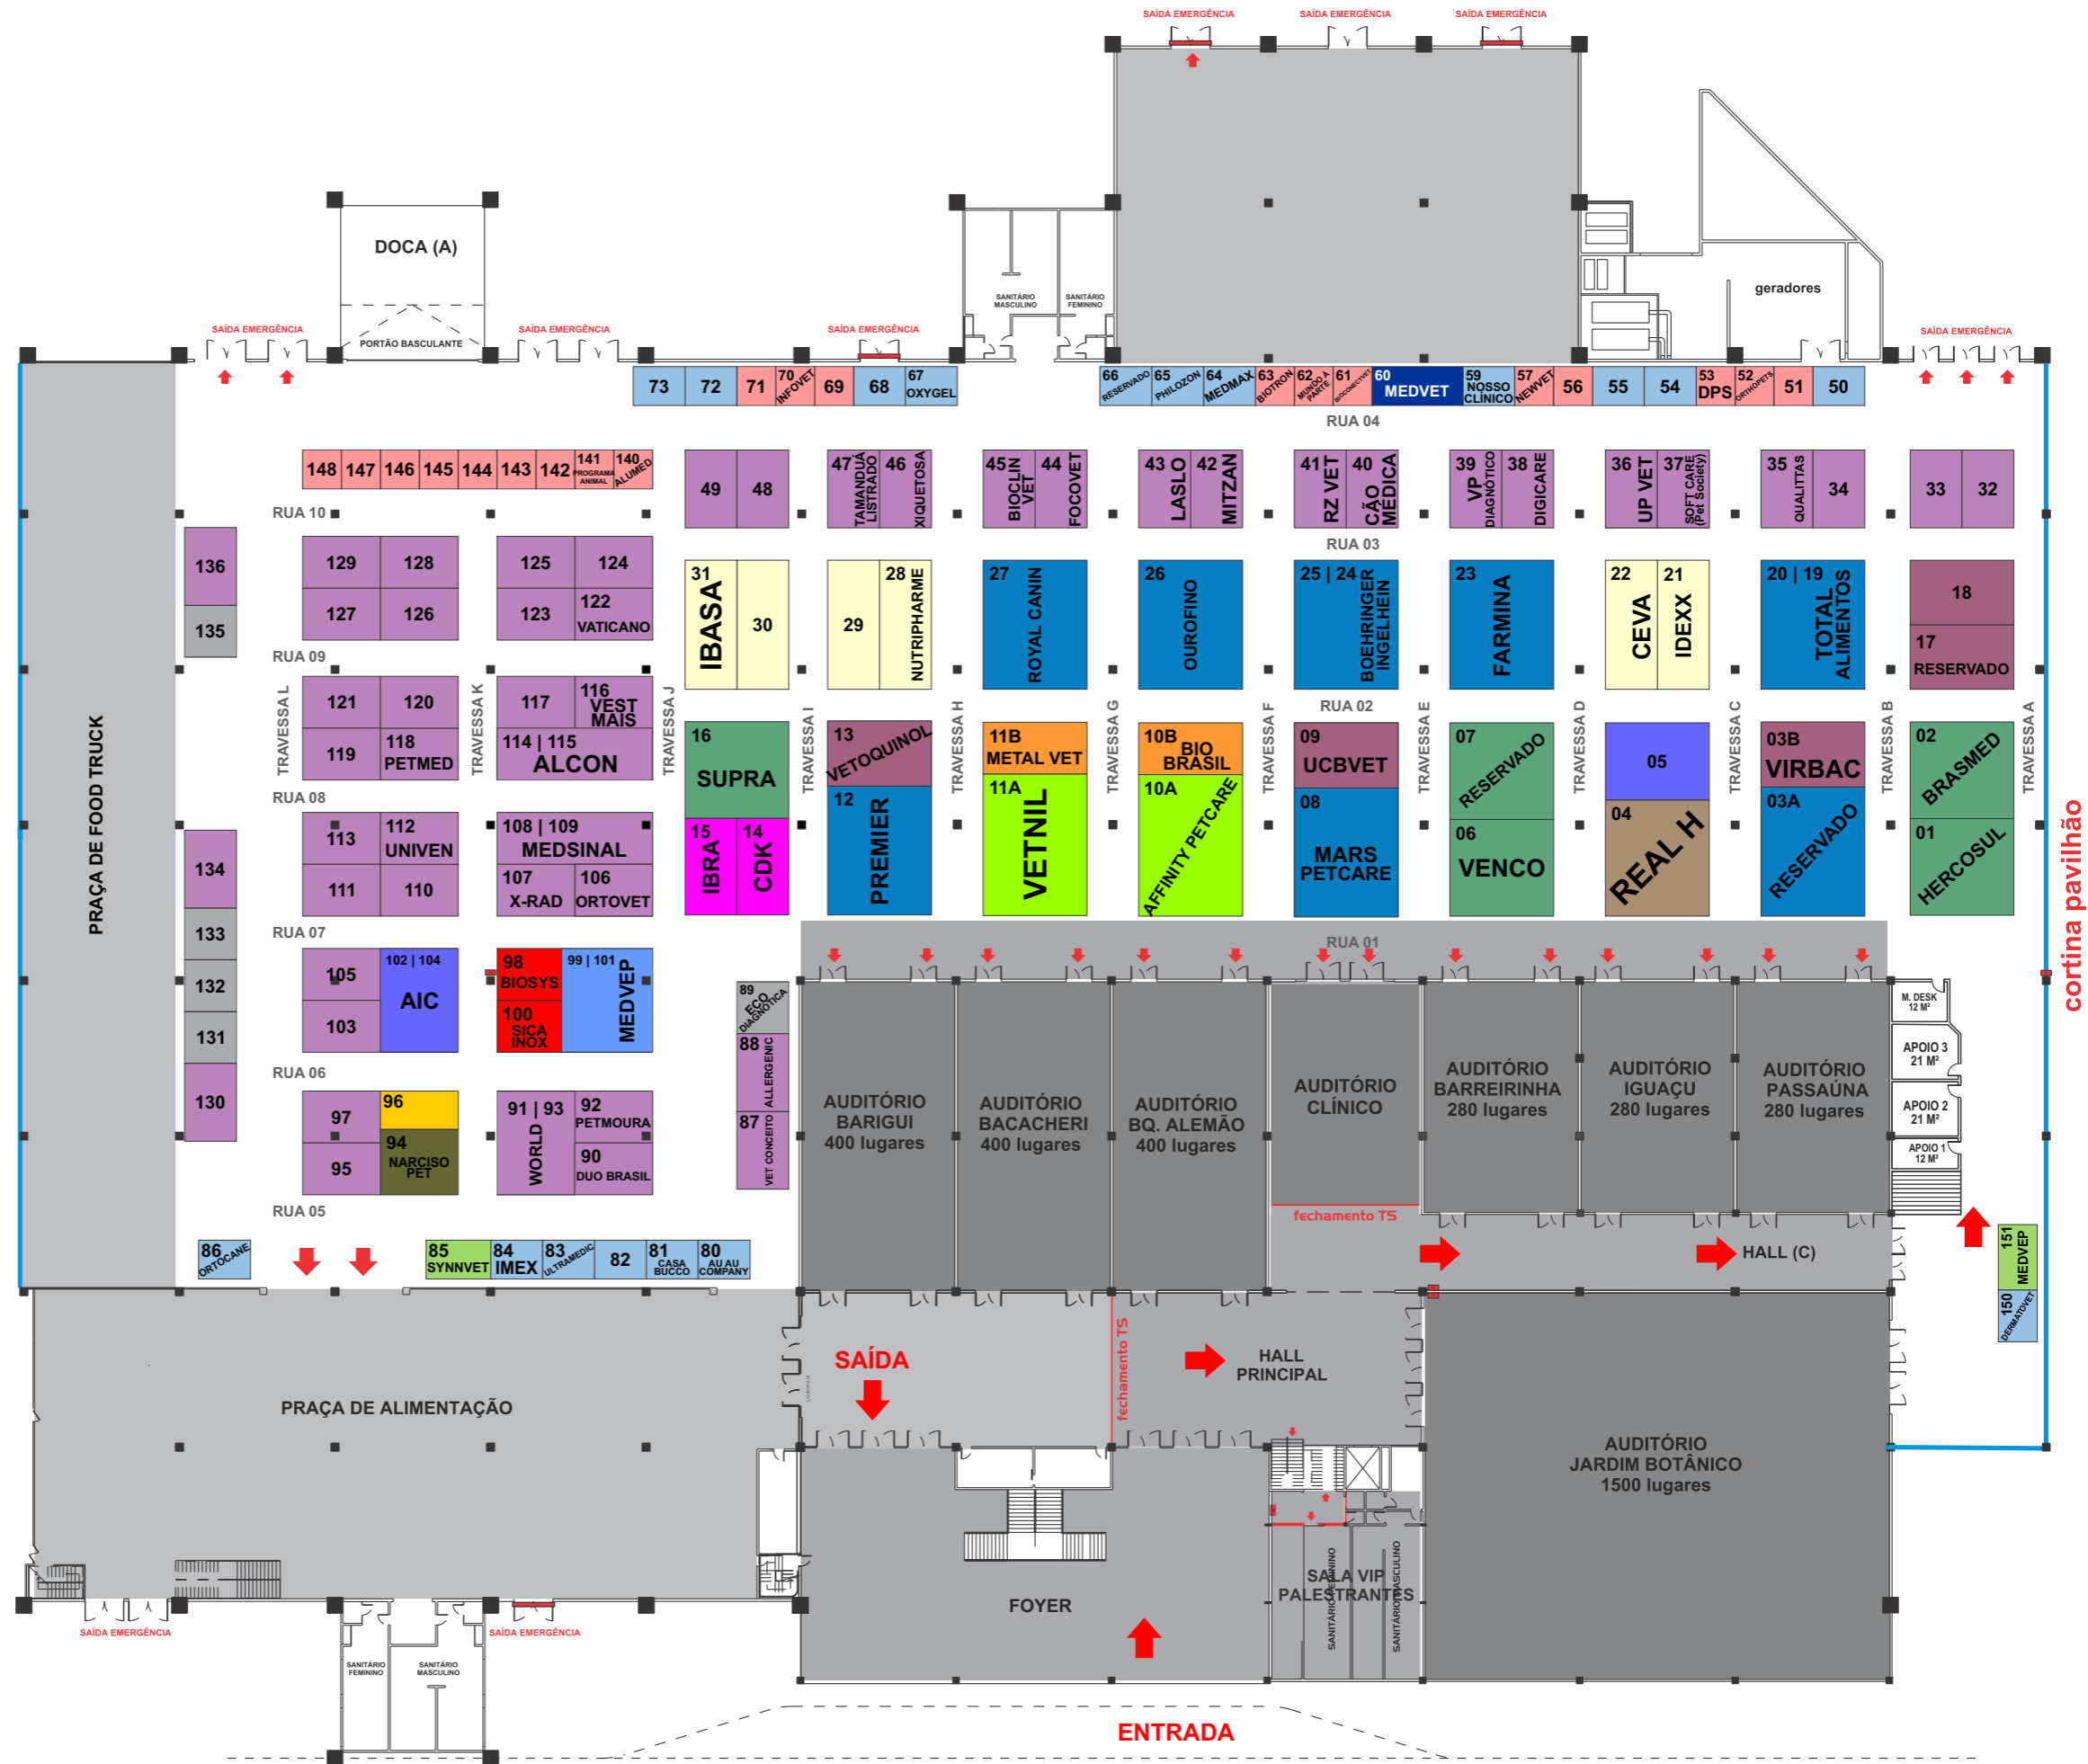 SAÍDA EMERGÊNCIA
SAÍDA EMERGÊNCIA
SAÍDA EMERGÊNCIA
DOCA (A)
PORTÃO BASCULANTE
SANITÁRIO
MASCULINO
SANITÁRIO
FEMININO
geradores
SAÍDA EMERGÊNCIA
SAÍDA EMERGÊNCIA
SAÍDA EMERGÊNCIA
SAÍDA EMERGÊNCIA
73
72
71
70
INFOVET
69
68
67
OXYGEL
66
RESERVADO
65
PHILOZON
64
MEDMAX
63
BIOTRON
62
MUNDO À
PARTE
61
BIOCONECTVET
60
MEDVET
59
NOSSO
CLÍNICO
57
NEWVET
56
55
54
53
DPS
52
ORTHOPETS
51
50
RUA 04
148
147
146
145
144
143
142
141
PROGRAMA
ANIMAL
140
ALUMED
49
48
47
TAMANDUÁ
LISTRADO
46
XIQUETOSA
45
BIOCLIN
VET
44
FOCOVET
43
LASLO
42
MITZAN
41
RZ VET
40
CÃO
MÉDICA
39
VP
DIAGNÓSTICO
38
DIGICARE
36
UP VET
37
SOFT CARE
(Pet Society)
35
QUALITTAS
34
33
32
RUA 10
RUA 03
136
135
129
128
127
126
125
124
123
122
VATICANO
31
IBASA
30
29
28
NUTRIPHARME
27
ROYAL CANIN
26
OUROFINO
25 | 24
BOEHRINGER
INGELHEIN
23
FARMINA
22
CEVA
21
IDEXX
20 | 19
TOTAL
ALIMENTOS
18
17
RESERVADO
RUA 09
RUA 02
TRAVESSA L
TRAVESSA K
TRAVESSA J
TRAVESSA I
TRAVESSA H
TRAVESSA G
TRAVESSA F
TRAVESSA E
TRAVESSA D
TRAVESSA C
TRAVESSA B
TRAVESSA A
PRAÇA DE FOOD TRUCK
121
120
119
118
PETMED
117
116
VEST
MAIS
114 | 115
ALCON
16
SUPRA
15
IBRA
14
CDK
13
VETOQUINOL
12
PREMIER
11B
METAL VET
11A
VETNIL
10B
BIO
BRASIL
10A
AFFINITY PETCARE
09
UCBVET
08
MARS
PETCARE
07
RESERVADO
06
VENCO
05
04
REAL H
03B
VIRBAC
03A
RESERVADO
02
BRASMED
01
HERCOSUL
cortina pavilhão
RUA 08
134
133
132
131
130
113
112
UNIVEN
111
110
108 | 109
MEDSINAL
107
X-RAD
106
ORTOVET
RUA 07
RUA 01
105
103
102 | 104
AIC
98
BIOSYS
100
SICA
INOX
99 | 101
MEDVEP
89
ECO
DIAGNÓTICA
88
ALLERGENIC
87
VET CONCEITO
RUA 06
97
95
96
94
NARCISO
PET
91 | 93
WORLD
92
PETMOURA
90
DUO BRASIL
RUA 05
86
ORTOCANE
85
SYNNVET
84
IMEX
83
ULTRAMEDIC
82
81
CASA
BUCCO
80
AU AU
COMPANY
AUDITÓRIO
BARIGUI
400 lugares
AUDITÓRIO
BACACHERI
400 lugares
AUDITÓRIO
BQ. ALEMÃO
400 lugares
AUDITÓRIO
CLÍNICO
AUDITÓRIO
BARREIRINHA
280 lugares
AUDITÓRIO
IGUAÇU
280 lugares
AUDITÓRIO
PASSAÚNA
280 lugares
M. DESK
12 M²
APOIO 3
21 M²
APOIO 2
21 M²
APOIO 1
12 M²
fechamento TS
HALL (C)
151
MEDVEP
150
DERMATOVET
SAÍDA
fechamento TS
HALL
PRINCIPAL
PRAÇA DE ALIMENTAÇÃO
AUDITÓRIO
JARDIM BOTÂNICO
1500 lugares
FOYER
SALA VIP
PALESTRANTES
SANITÁRIO FEMININO
SANITÁRIO MASCULINO
SAÍDA EMERGÊNCIA
SAÍDA EMERGÊNCIA
SANITÁRIO
FEMININO
SANITÁRIO
MASCULINO
ENTRADA